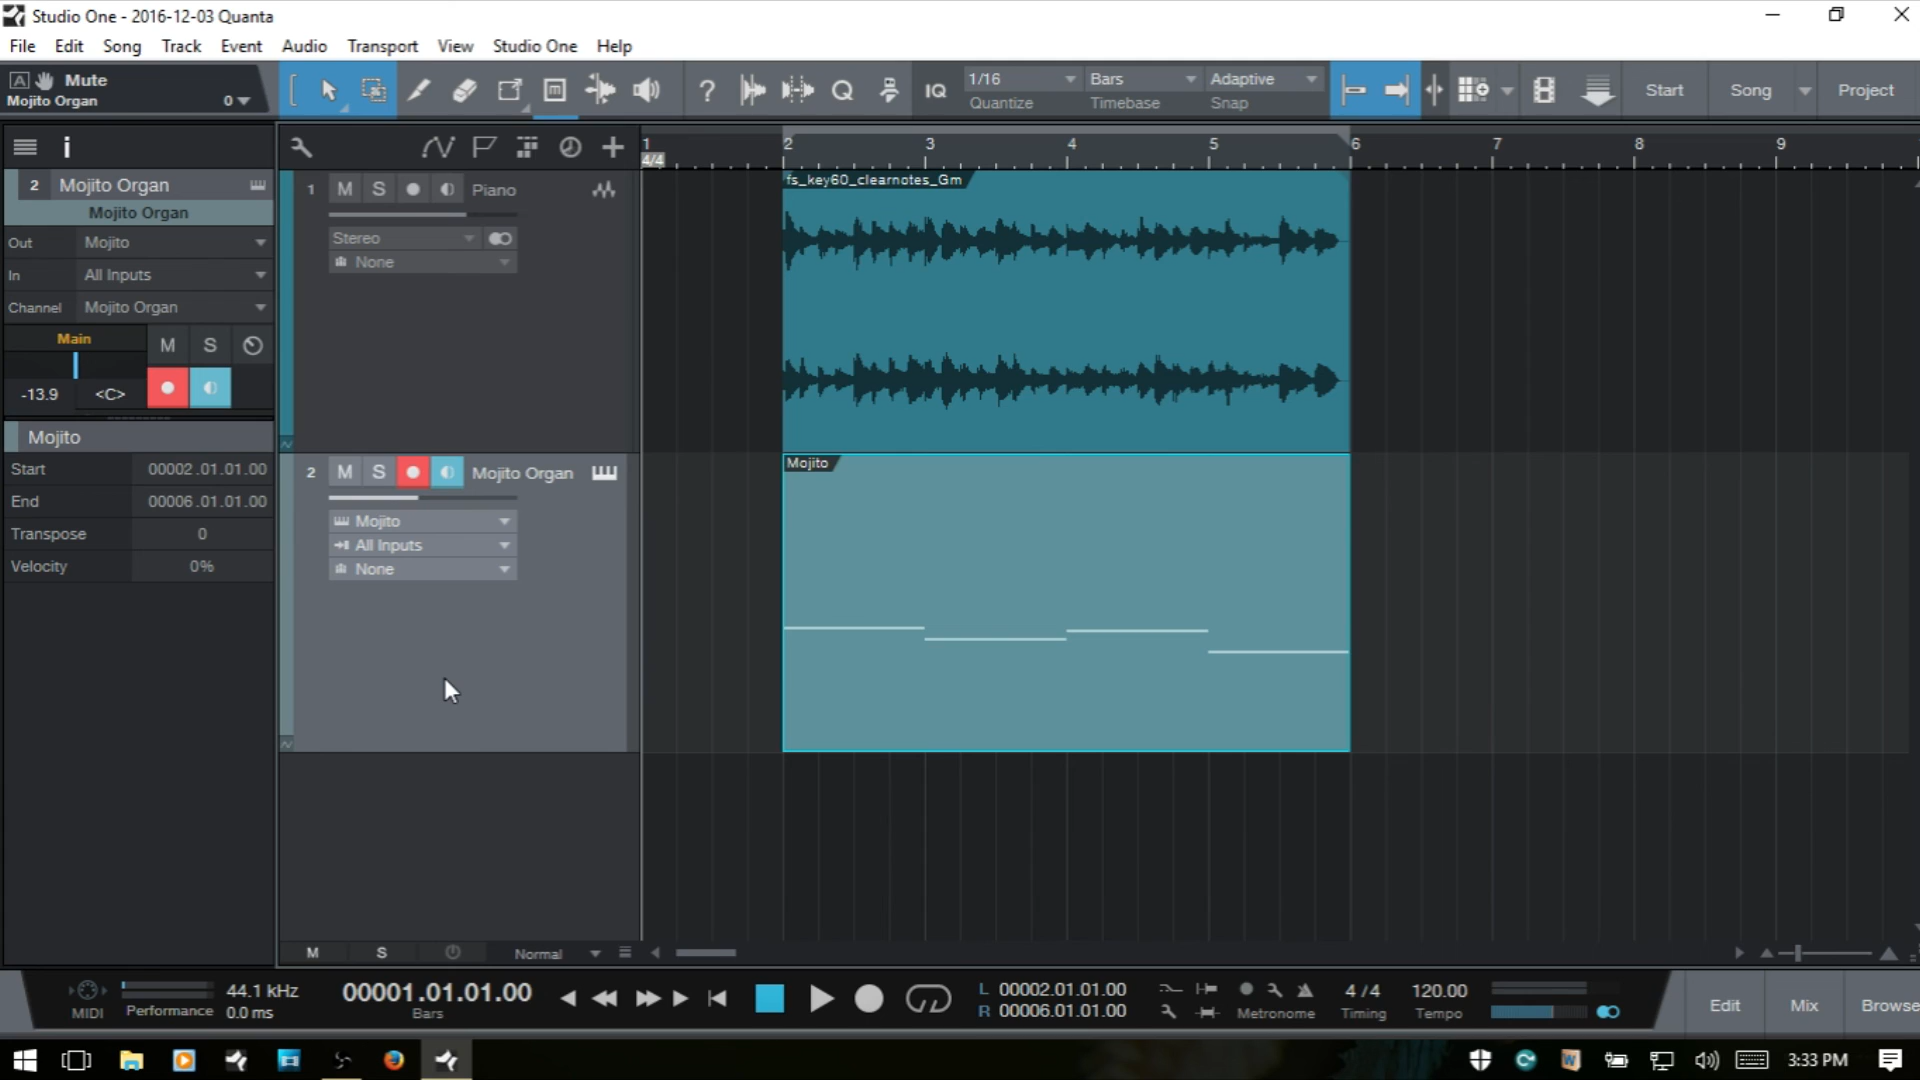 Studio One - 2016-12-03 Quanta
File Edit Song Track Event Audio Transport View Studio One Help
A Mute
Mojito Organ 0
? Q IQ 1/16 Bars Adaptive
Quantize Timebase Snap
Start Song Project
i
2 Mojito Organ
Mojito Organ
Out Mojito
In All Inputs
Channel Mojito Organ
Main M S
-13.9 <C>
Mojito
Start 00002.01.01.00
End 00006.01.01.00
Transpose 0
Velocity 0%
1 2 3 4 5 6 7 8 9
4/4
1 M S Piano
Stereo
None
fs_key60_clearnotes_Gm
2 M S Mojito Organ
Mojito
All Inputs
None
Mojito
M S Normal
MIDI
Performance
44.1 kHz
0.0 ms
00001.01.01.00
Bars
L 00002.01.01.00
R 00006.01.01.00
Metronome
4 / 4
Timing
120.00
Tempo
Edit Mix Browse
3:33 PM